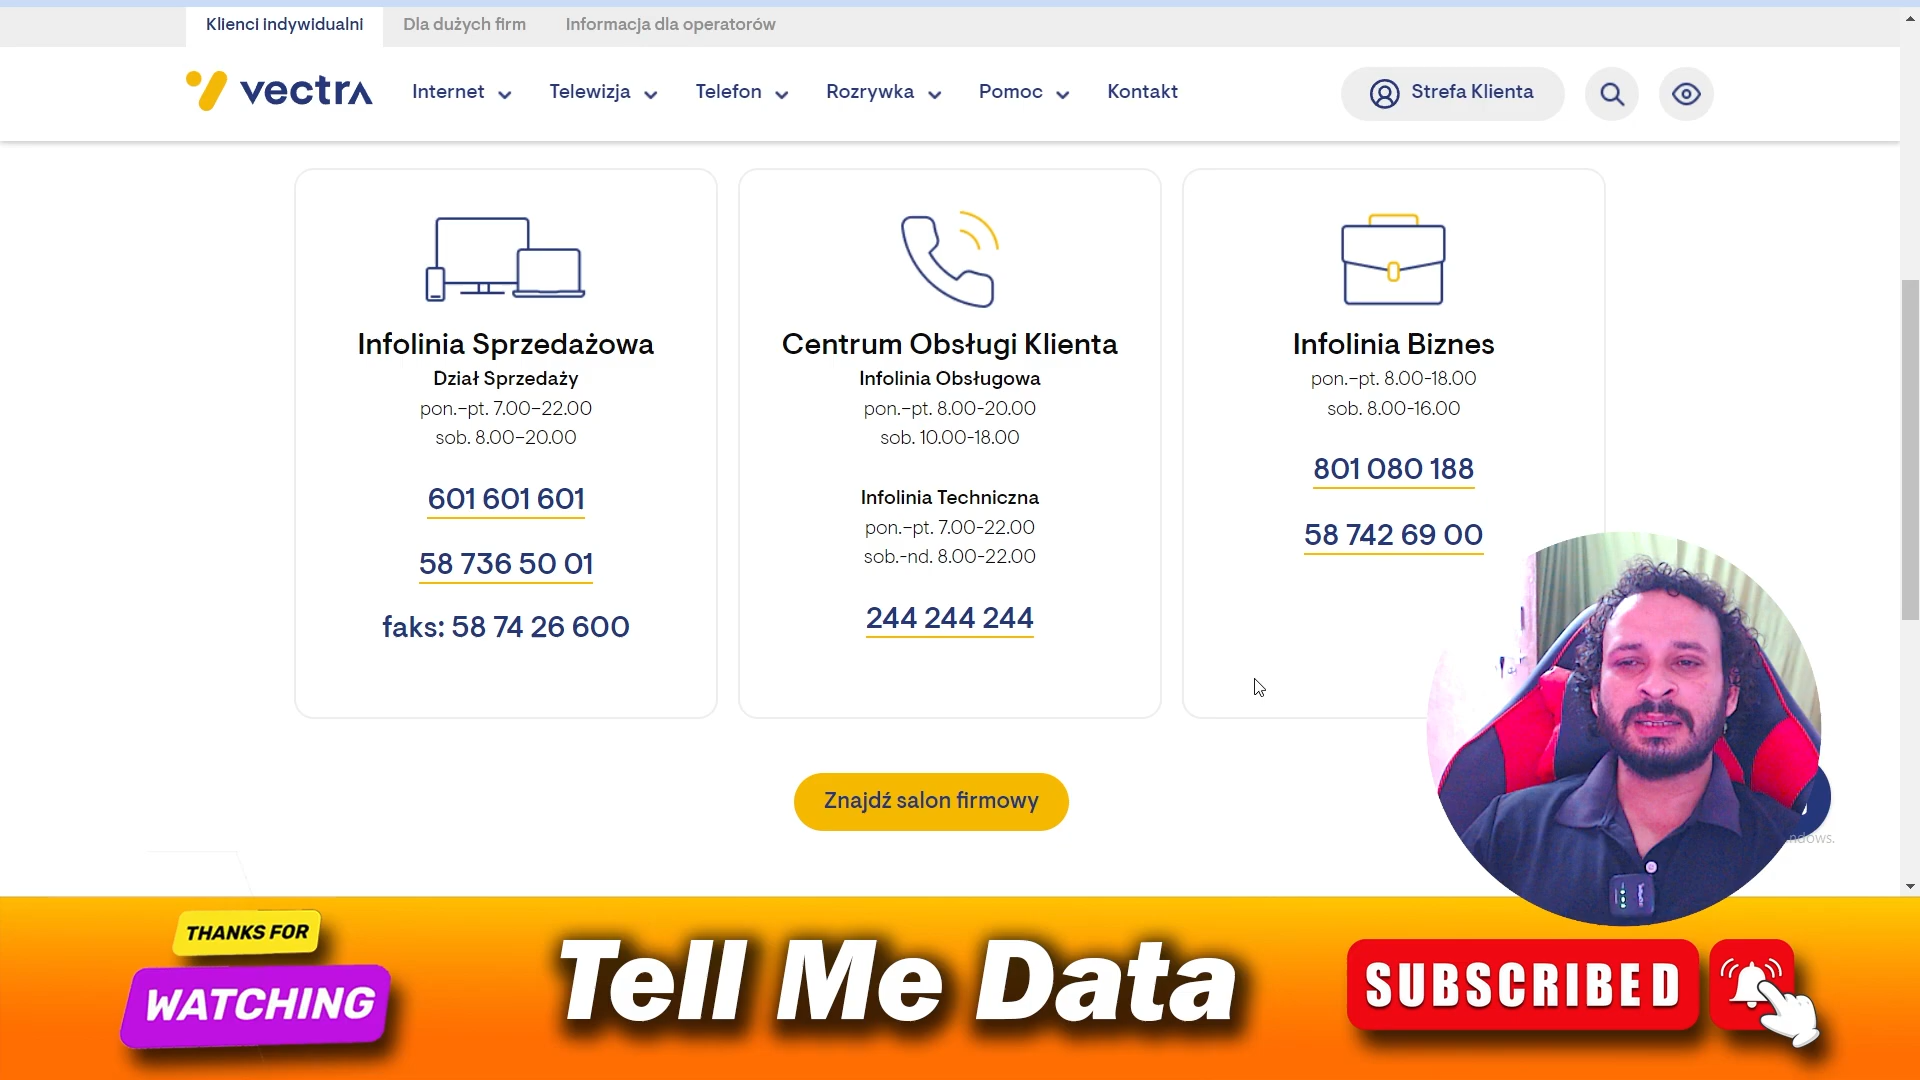 Klienci indywidualni
Dla dużych firm
Informacja dla operatorów
vectra
Internet
Telewizja
Telefon
Rozrywka
Pomoc
Kontakt
Strefa Klienta
Infolinia Sprzedażowa
Dział Sprzedaży
pon.–pt. 7.00–22.00
sob. 8.00–20.00
601 601 601
58 736 50 01
faks: 58 74 26 600
Centrum Obsługi Klienta
Infolinia Obsługowa
pon.–pt. 8.00-20.00
sob. 10.00-18.00
Infolinia Techniczna
pon.–pt. 7.00-22.00
sob.-nd. 8.00-22.00
244 244 244
Infolinia Biznes
pon.–pt. 8.00-18.00
sob. 8.00-16.00
801 080 188
58 742 69 00
Znajdź salon firmowy
ndows.
THANKS FOR
WATCHING
Tell Me Data
SUBSCRIBED